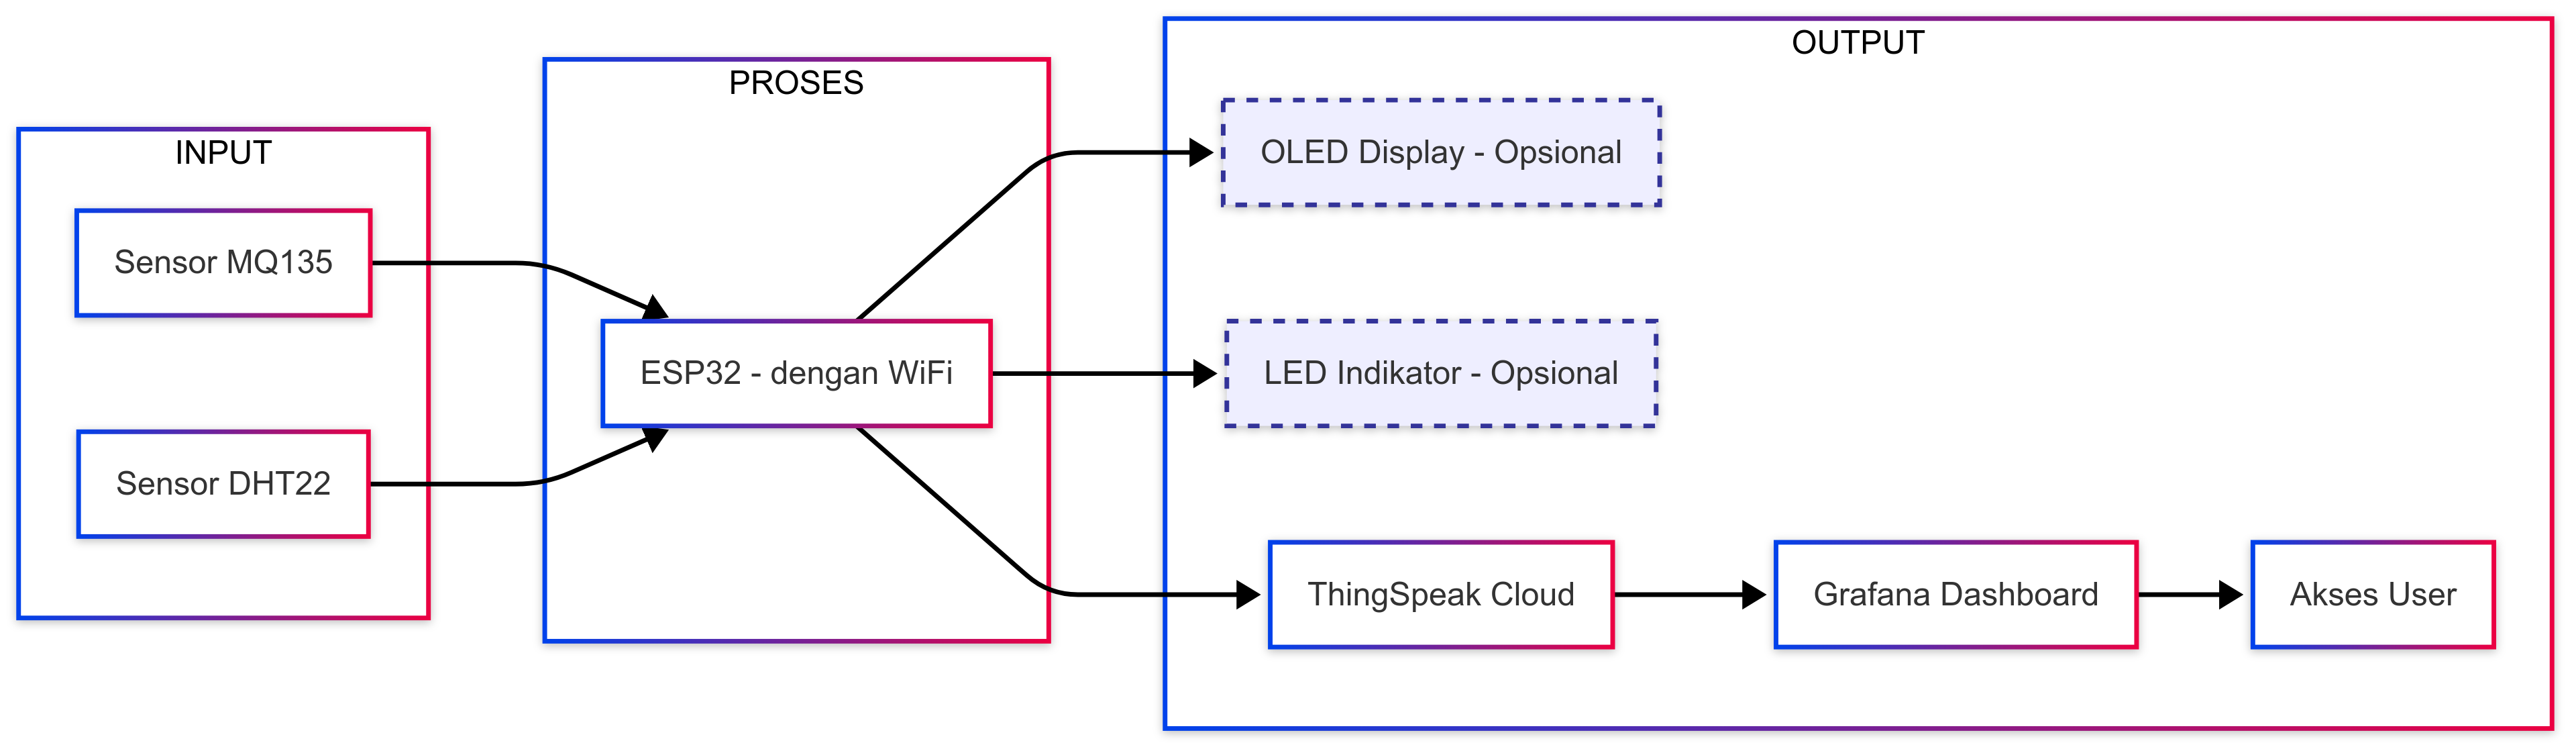 INPUT
Sensor MQ135
Sensor DHT22
PROSES
ESP32 - dengan WiFi
OUTPUT
OLED Display - Opsional
LED Indikator - Opsional
ThingSpeak Cloud
Grafana Dashboard
Akses User